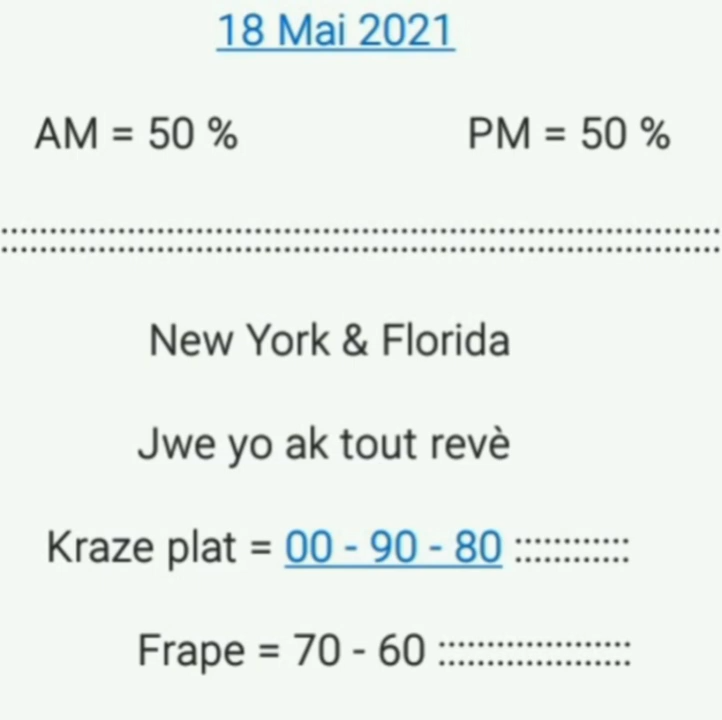 18 Mai 2021
AM = 50 % PM = 50 %
::::::::::::::::::::::::::::::::::::::::::::::::::::::::::::::::::::::::
New York & Florida
Jwe yo ak tout revè
Kraze plat = 00 - 90 - 80 ::::::::::::
Frape = 70 - 60 ::::::::::::::::::::